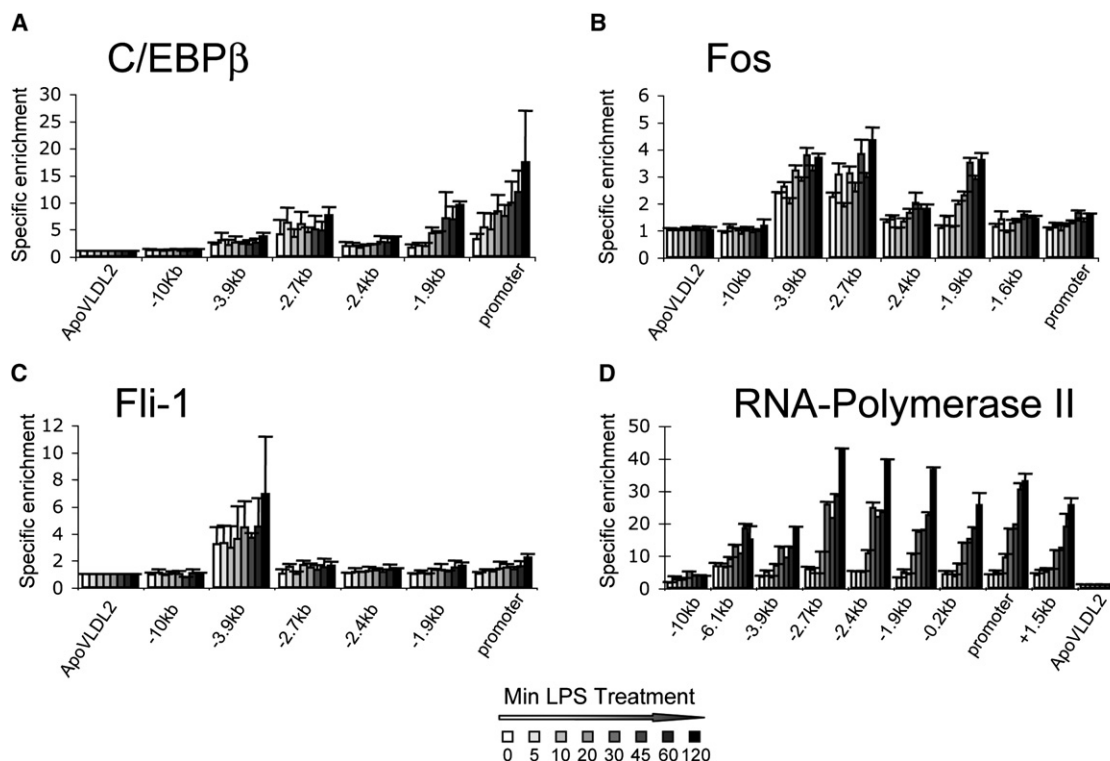 A
C/EBPβ
Specific enrichment
30
25
20
15
10
5
0
ApoVLDL2
-10Kb
-3.9kb
-2.7kb
-2.4kb
-1.9kb
promoter
B
Fos
Specific enrichment
6
5
4
3
2
1
0
ApoVLDL2
-10kb
-3.9kb
-2.7kb
-2.4kb
-1.9kb
-1.6kb
promoter
C
Fli-1
Specific enrichment
12
10
8
6
4
2
0
ApoVLDL2
-10kb
-3.9kb
-2.7kb
-2.4kb
-1.9kb
promoter
D
RNA-Polymerase II
Specific enrichment
50
40
30
20
10
0
-10kb
-6.1kb
-3.9kb
-2.7kb
-2.4kb
-1.9kb
-0.2kb
promoter
+1.5kb
ApoVLDL2
Min LPS Treatment
0 5 10 20 30 45 60 120